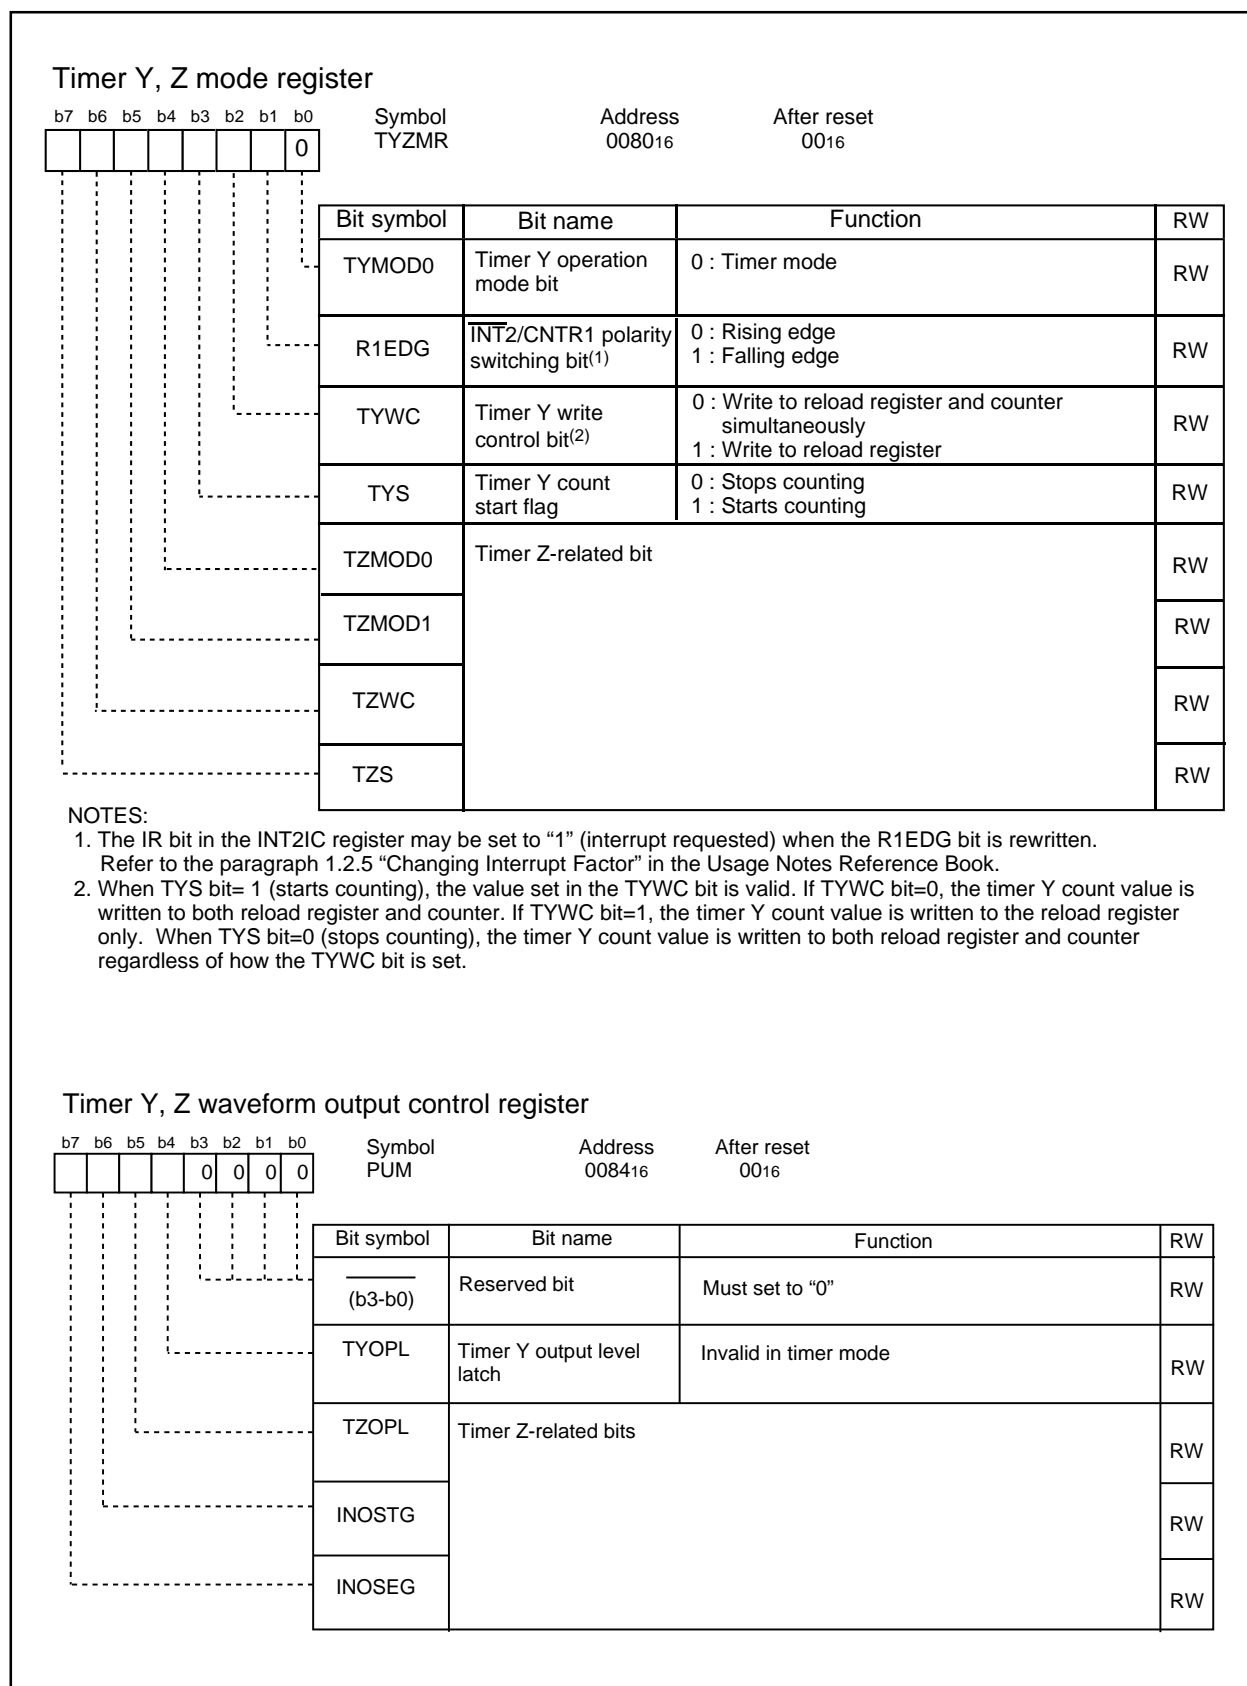 Timer Y, Z mode register
b7 b6 b5 b4 b3 b2 b1 b0
Symbol Address After reset
TYZMR 008016 0016
0
Bit symbol Bit name Function RW
TYMOD0 Timer Y operation mode bit 0 : Timer mode RW
R1EDG INT2/CNTR1 polarity switching bit(1) 0 : Rising edge RW
1 : Falling edge
TYWC Timer Y write control bit(2) 0 : Write to reload register and counter simultaneously RW
1 : Write to reload register
TYS Timer Y count start flag 0 : Stops counting RW
1 : Starts counting
TZMOD0 Timer Z-related bit RW
TZMOD1 RW
TZWC RW
TZS RW
NOTES:
1. The IR bit in the INT2IC register may be set to “1” (interrupt requested) when the R1EDG bit is rewritten.
Refer to the paragraph 1.2.5 “Changing Interrupt Factor” in the Usage Notes Reference Book.
2. When TYS bit= 1 (starts counting), the value set in the TYWC bit is valid. If TYWC bit=0, the timer Y count value is
written to both reload register and counter. If TYWC bit=1, the timer Y count value is written to the reload register
only. When TYS bit=0 (stops counting), the timer Y count value is written to both reload register and counter
regardless of how the TYWC bit is set.
Timer Y, Z waveform output control register
b7 b6 b5 b4 b3 b2 b1 b0
Symbol Address After reset
PUM 008416 0016
0 0 0 0
Bit symbol Bit name Function RW
(b3-b0) Reserved bit Must set to “0” RW
TYOPL Timer Y output level latch Invalid in timer mode RW
TZOPL Timer Z-related bits RW
INOSTG RW
INOSEG RW